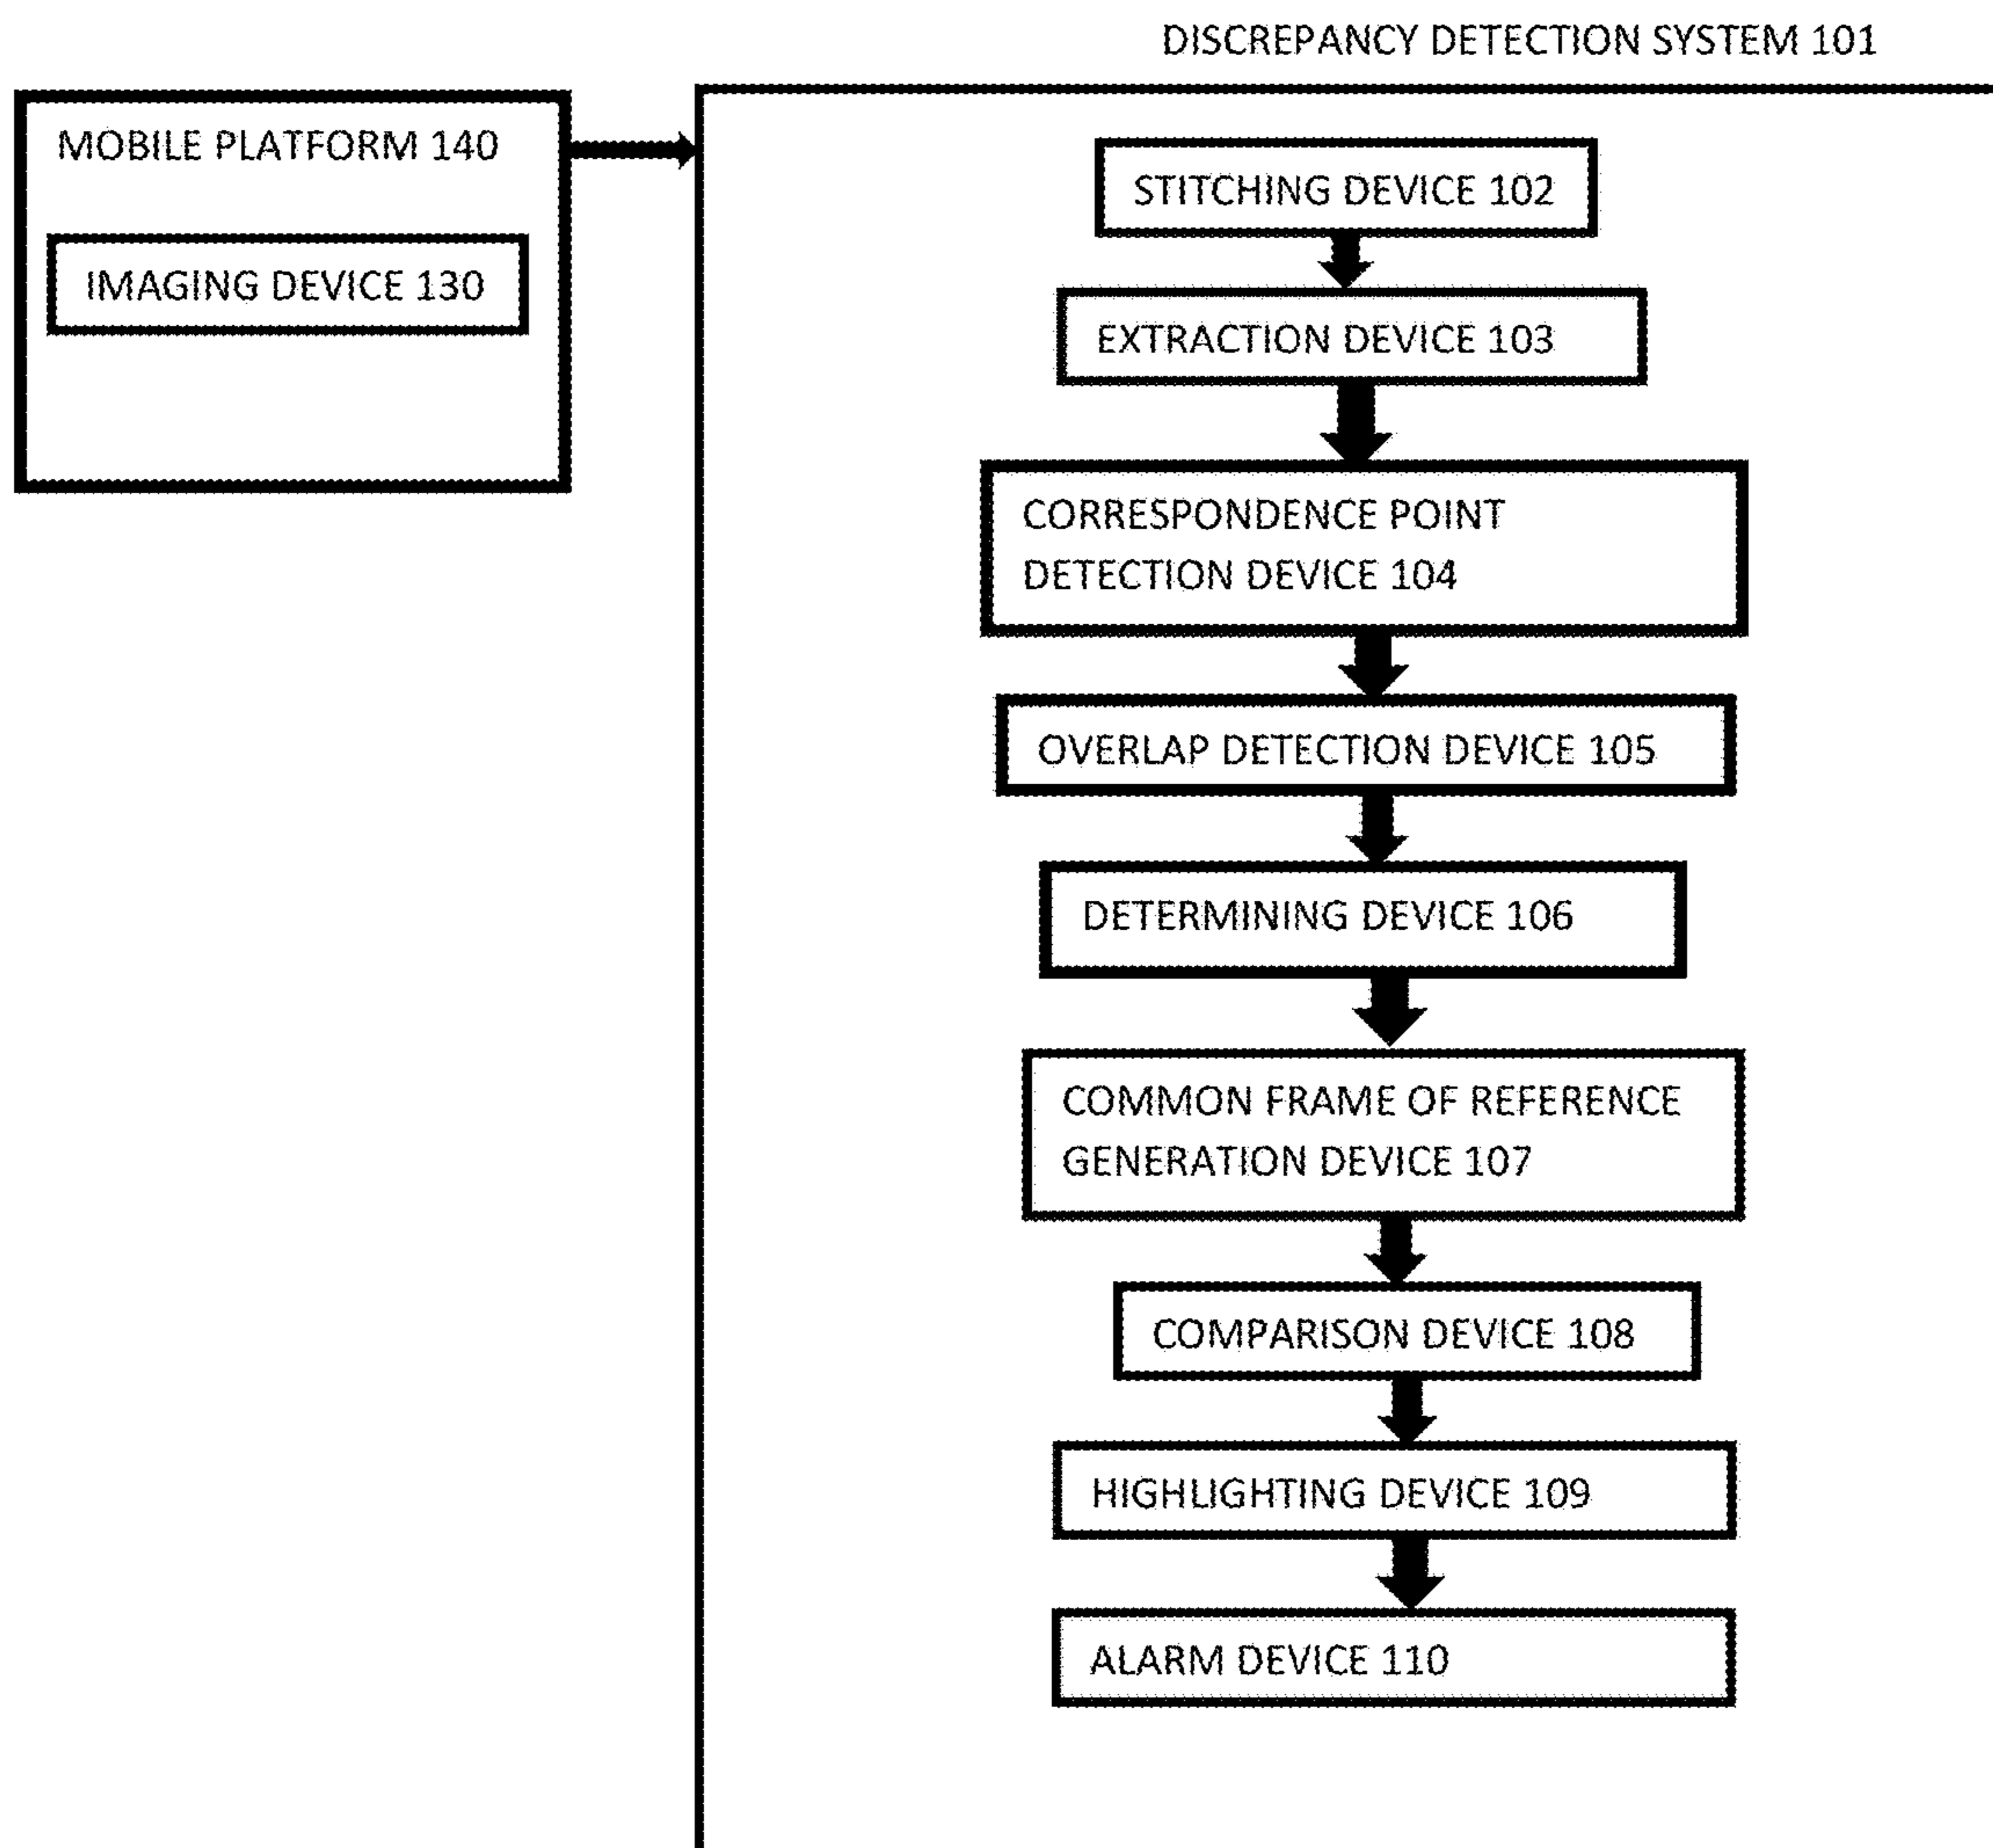 DISCREPANCY DETECTION SYSTEM 101
MOBILE PLATFORM 140
IMAGING DEVICE 130
STITCHING DEVICE 102
EXTRACTION DEVICE 103
CORRESPONDENCE POINT
DETECTION DEVICE 104
OVERLAP DETECTION DEVICE 105
DETERMINING DEVICE 106
COMMON FRAME OF REFERENCE
GENERATION DEVICE 107
COMPARISON DEVICE 108
HIGHLIGHTING DEVICE 109
ALARM DEVICE 110